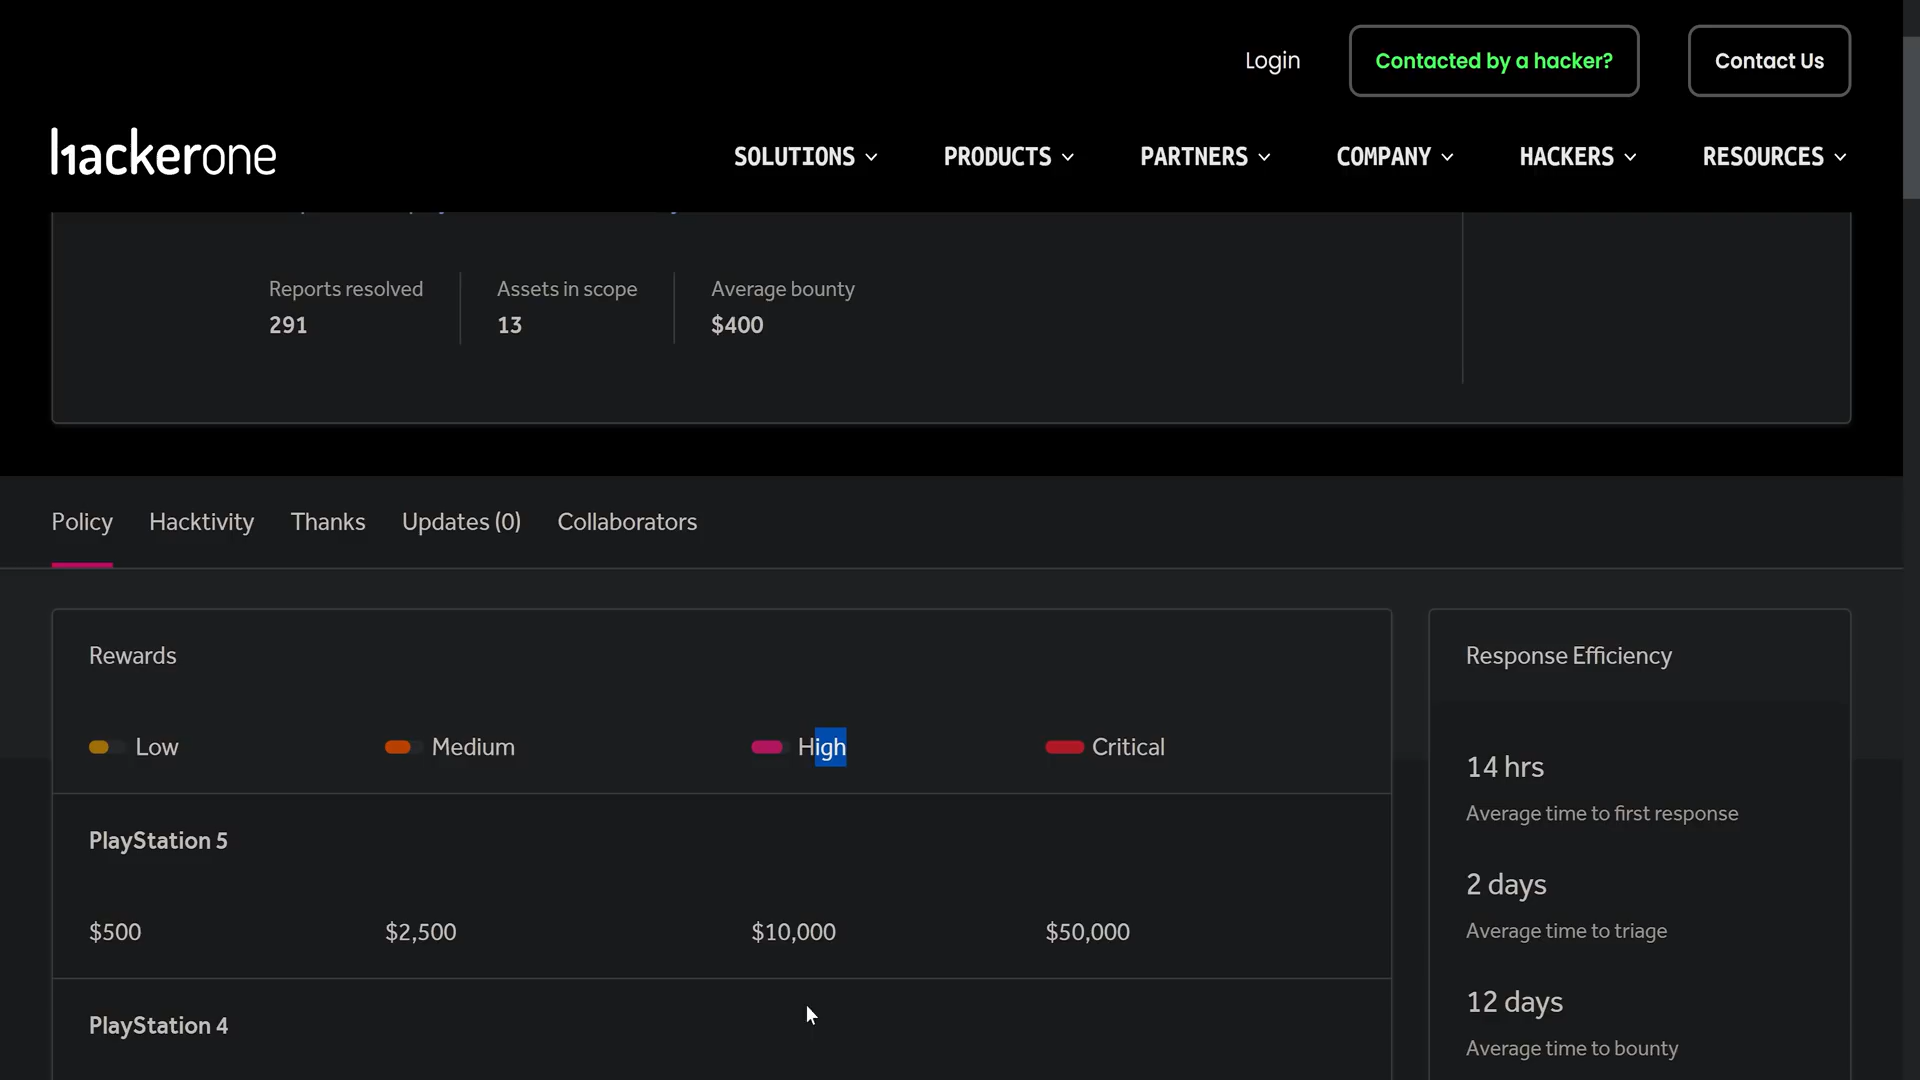 Login Contacted by a hacker? Contact Us
hackerone SOLUTIONS PRODUCTS PARTNERS COMPANY HACKERS RESOURCES
Reports resolved Assets in scope Average bounty
291 13 $400
Policy Hacktivity Thanks Updates (0) Collaborators
Rewards
Low Medium High Critical
PlayStation 5
$500 $2,500 $10,000 $50,000
PlayStation 4
Response Efficiency
14 hrs
Average time to first response
2 days
Average time to triage
12 days
Average time to bounty